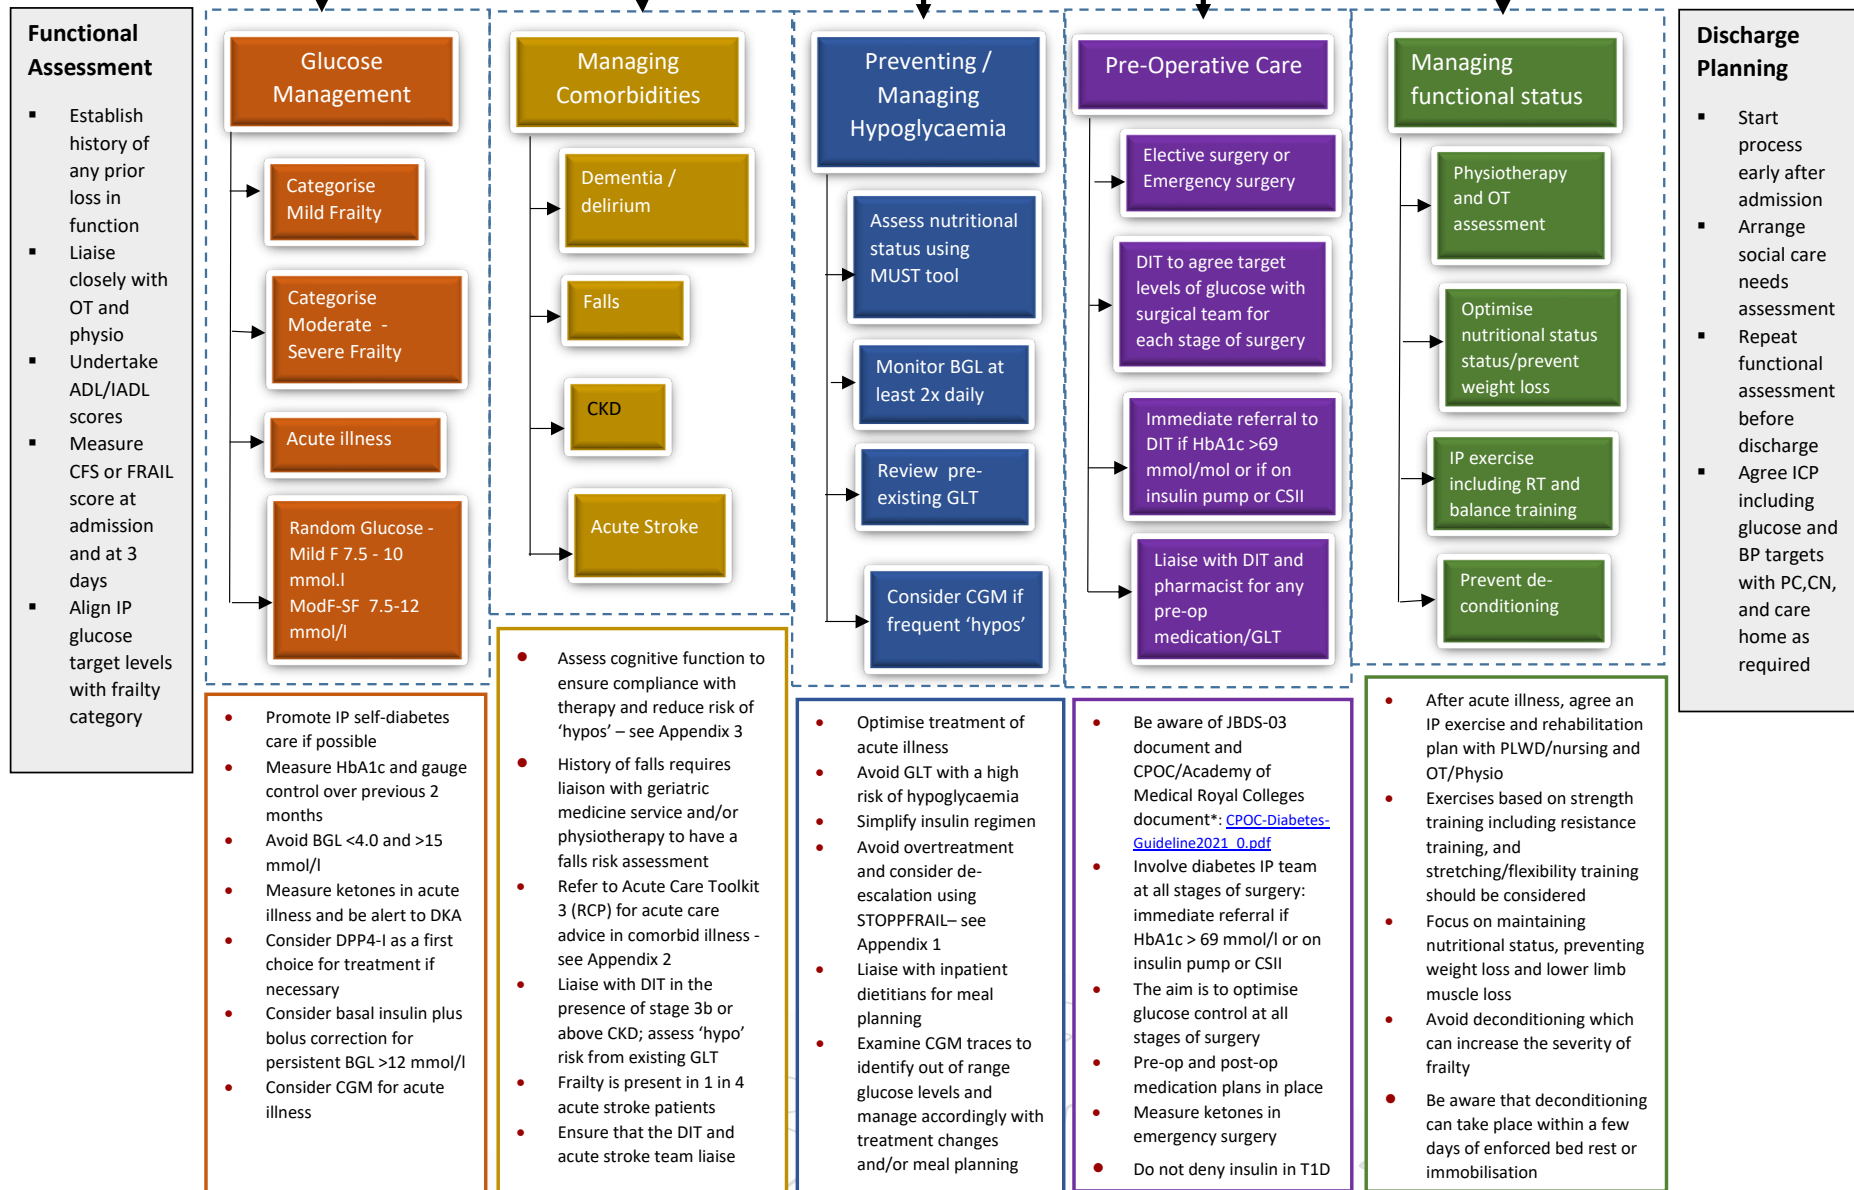 Functional
Assessment
▪ Establish
history of
any prior
loss in
function
▪ Liaise
closely with
OT and
physio
▪ Undertake
ADL/IADL
scores
▪ Measure
CFS or FRAIL
score at
admission
and at 3
days
▪ Align IP
glucose
target levels
with frailty
category
Glucose
Management
Categorise
Mild Frailty
Categorise
Moderate -
Severe Frailty
Acute illness
Random Glucose -
Mild F 7.5 - 10
mmol.l
ModF-SF 7.5-12
mmol/l
• Promote IP self-diabetes
care if possible
• Measure HbA1c and gauge
control over previous 2
months
• Avoid BGL <4.0 and >15
mmol/l
• Measure ketones in acute
illness and be alert to DKA
• Consider DPP4-I as a first
choice for treatment if
necessary
• Consider basal insulin plus
bolus correction for
persistent BGL >12 mmol/l
• Consider CGM for acute
illness
Managing
Comorbidities
Dementia /
delirium
Falls
CKD
Acute Stroke
• Assess cognitive function to
ensure compliance with
therapy and reduce risk of
‘hypos’ – see Appendix 3
• History of falls requires
liaison with geriatric
medicine service and/or
physiotherapy to have a
falls risk assessment
• Refer to Acute Care Toolkit
3 (RCP) for acute care
advice in comorbid illness -
see Appendix 2
• Liaise with DIT in the
presence of stage 3b or
above CKD; assess ‘hypo’
risk from existing GLT
• Frailty is present in 1 in 4
acute stroke patients
• Ensure that the DIT and
acute stroke team liaise
Preventing /
Managing
Hypoglycaemia
Assess nutritional
status using
MUST tool
Monitor BGL at
least 2x daily
Review pre-
existing GLT
Consider CGM if
frequent ‘hypos’
• Optimise treatment of
acute illness
• Avoid GLT with a high
risk of hypoglycaemia
• Simplify insulin regimen
• Avoid overtreatment
and consider de-
escalation using
STOPPFRAIL– see
Appendix 1
• Liaise with inpatient
dietitians for meal
planning
• Examine CGM traces to
identify out of range
glucose levels and
manage accordingly with
treatment changes
and/or meal planning
Pre-Operative Care
Elective surgery or
Emergency surgery
DIT to agree target
levels of glucose with
surgical team for
each stage of surgery
Immediate referral to
DIT if HbA1c >69
mmol/mol or if on
insulin pump or CSII
Liaise with DIT and
pharmacist for any
pre-op
medication/GLT
• Be aware of JBDS-03
document and
CPOC/Academy of
Medical Royal Colleges
document*: CPOC-Diabetes-
Guideline2021_0.pdf
• Involve diabetes IP team
at all stages of surgery:
immediate referral if
HbA1c > 69 mmol/l or on
insulin pump or CSII
• The aim is to optimise
glucose control at all
stages of surgery
• Pre-op and post-op
medication plans in place
• Measure ketones in
emergency surgery
• Do not deny insulin in T1D
Managing
functional status
Physiotherapy
and OT
assessment
Optimise
nutritional status
status/prevent
weight loss
IP exercise
including RT and
balance training
Prevent de-
conditioning
• After acute illness, agree an
IP exercise and rehabilitation
plan with PLWD/nursing and
OT/Physio
• Exercises based on strength
training including resistance
training, and
stretching/flexibility training
should be considered
• Focus on maintaining
nutritional status, preventing
weight loss and lower limb
muscle loss
• Avoid deconditioning which
can increase the severity of
frailty
• Be aware that deconditioning
can take place within a few
days of enforced bed rest or
immobilisation
Discharge
Planning
▪ Start
process
early after
admission
▪ Arrange
social care
needs
assessment
▪ Repeat
functional
assessment
before
discharge
▪ Agree ICP
including
glucose and
BP targets
with PC,CN,
and care
home as
required